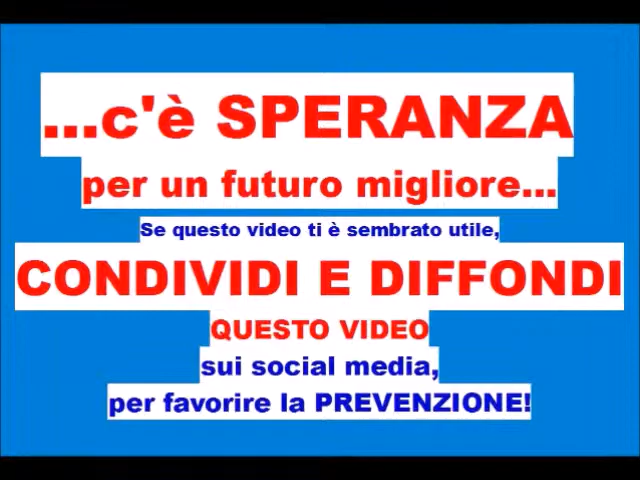 ...c'è SPERANZA
per un futuro migliore...
Se questo video ti è sembrato utile,
CONDIVIDI E DIFFONDI
QUESTO VIDEO
sui social media,
per favorire la PREVENZIONE!